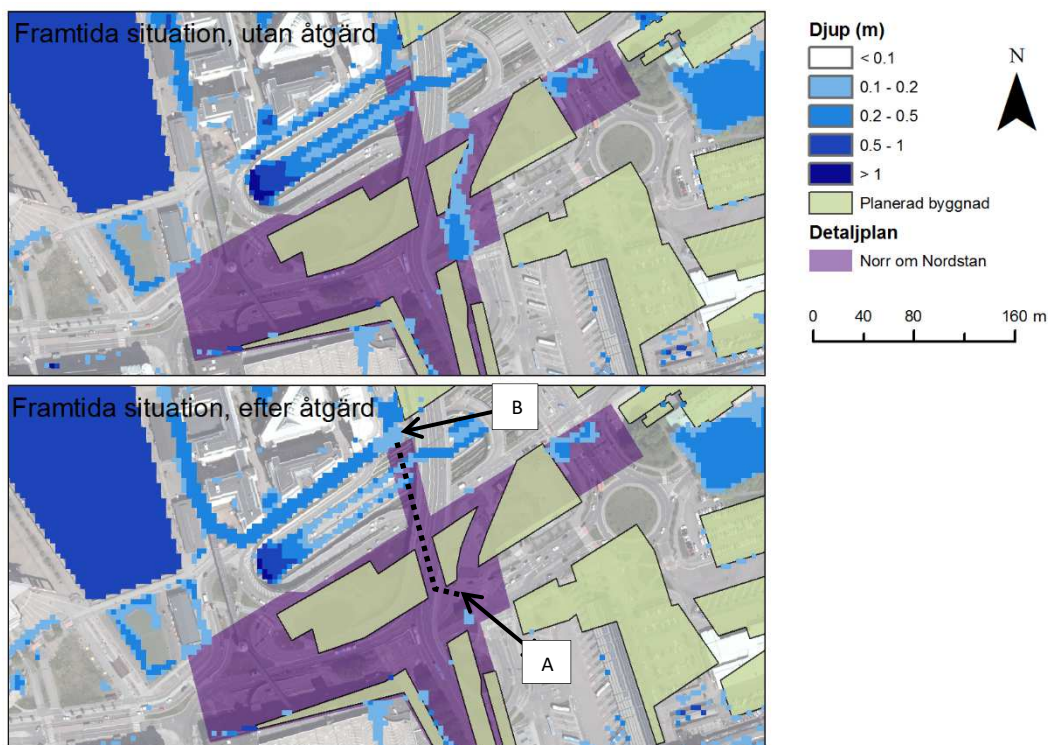 Framtida situation, utan åtgärd
Djup (m)
< 0.1
0.1 - 0.2
0.2 - 0.5
0.5 - 1
> 1
Planerad byggnad
Detaljplan
Norr om Nordstan
N
0 40 80 160 m
Framtida situation, efter åtgärd
B
A